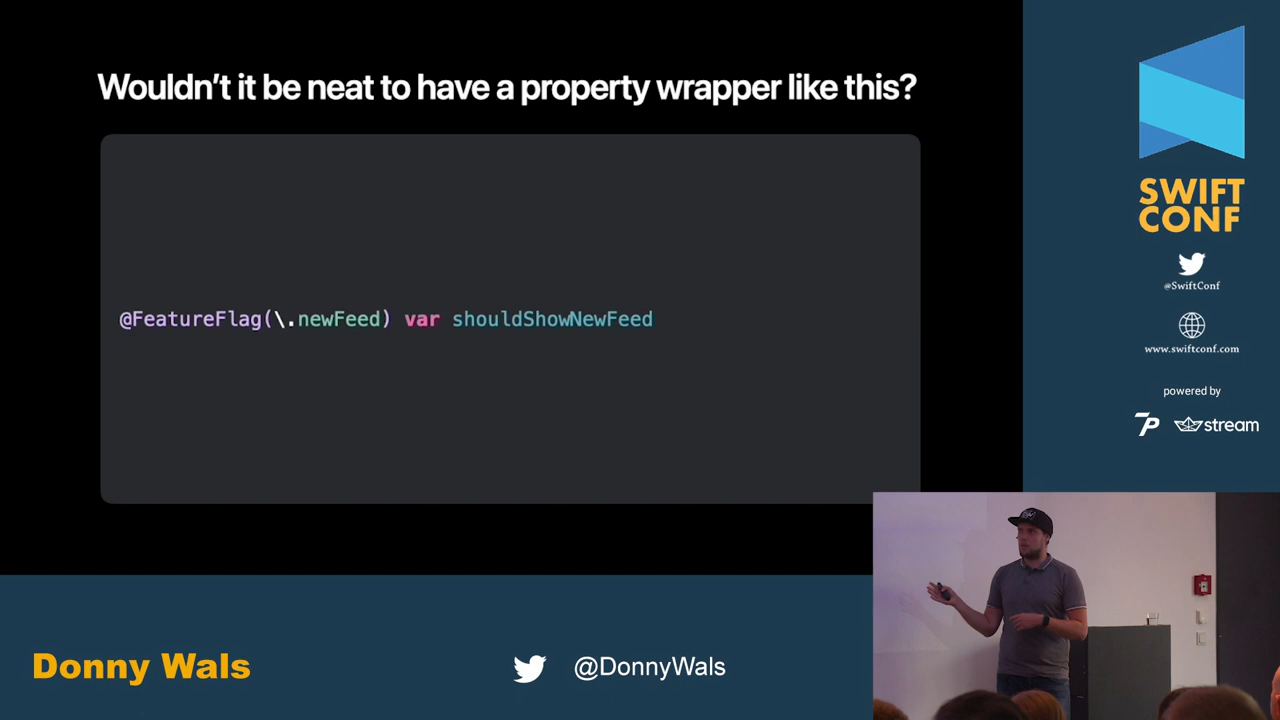 Wouldn’t it be neat to have a property wrapper like this?
@FeatureFlag(\.newFeed) var shouldShowNewFeed
SWIFT
CONF
@SwiftConf
www.swiftconf.com
powered by
7P stream
Donny Wals
@DonnyWals